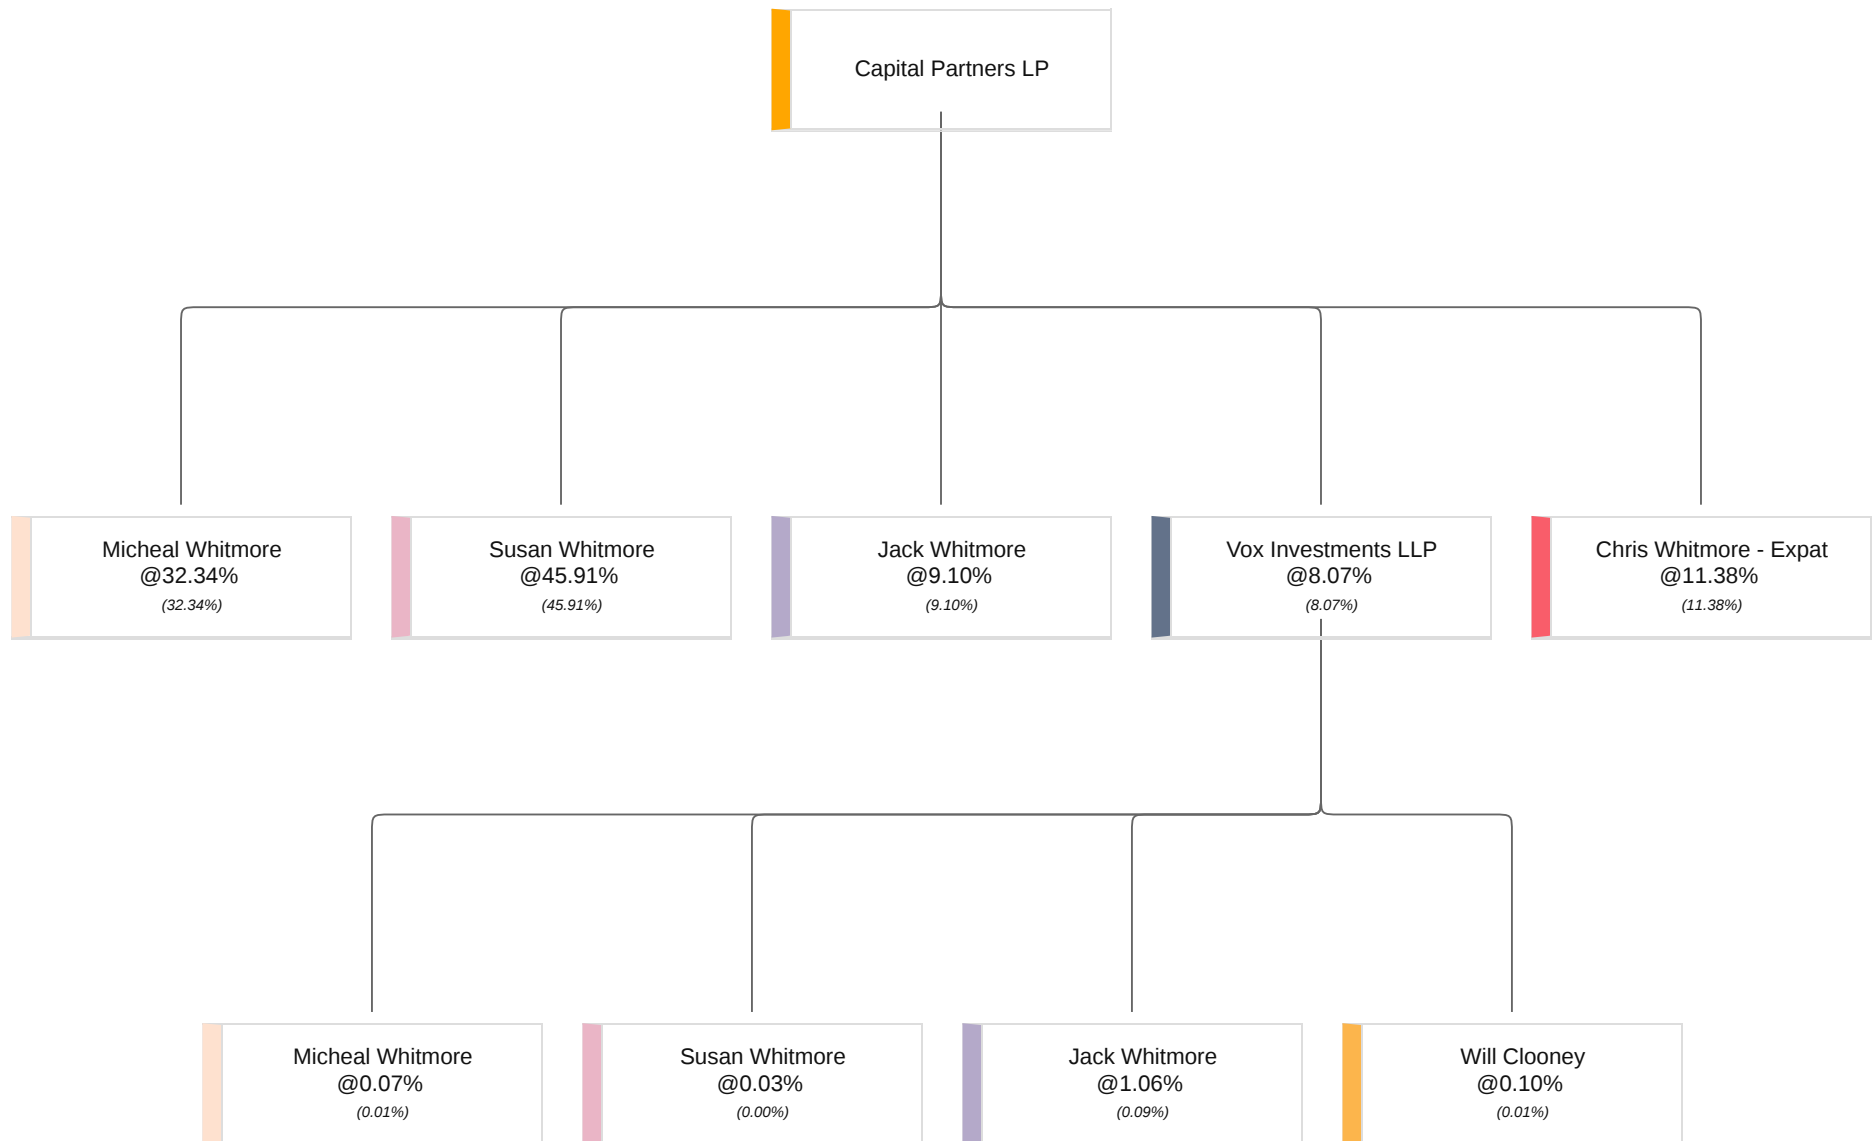 Capital Partners LP
Micheal Whitmore
@32.34%
(32.34%)
Susan Whitmore
@45.91%
(45.91%)
Jack Whitmore
@9.10%
(9.10%)
Vox Investments LLP
@8.07%
(8.07%)
Chris Whitmore - Expat
@11.38%
(11.38%)
Micheal Whitmore
@0.07%
(0.01%)
Susan Whitmore
@0.03%
(0.00%)
Jack Whitmore
@1.06%
(0.09%)
Will Clooney
@0.10%
(0.01%)